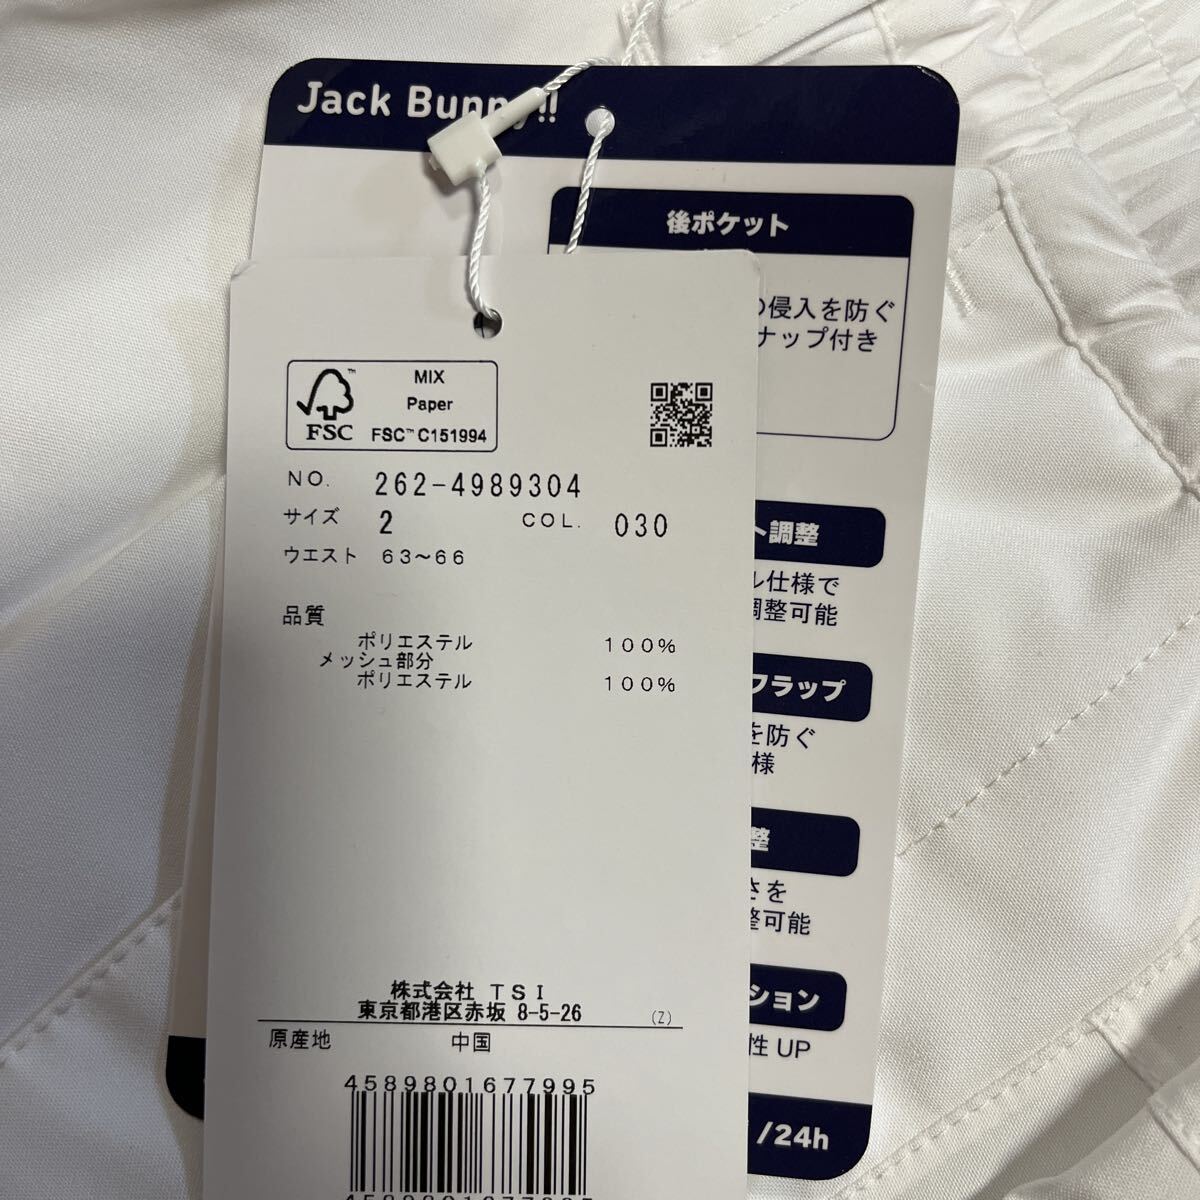 Jack Bunny!!
後ポケット
の侵入を防ぐ
ナップ付き
MIX
Paper
FSC™ C151994
FSC
NO. 262-4989304
サイズ 2 COL. 030
ウエスト 63~66
品質
ポリエステル 100%
メッシュ部分
ポリエステル 100%
ト調整
ル仕様で
調整可能
フラップ
を防ぐ
様
整
さを
整可能
ション
性 UP
/24h
株式会社 TSI
東京都港区赤坂 8-5-26 (Z)
原産地 中国
4589801677995
4589801677995